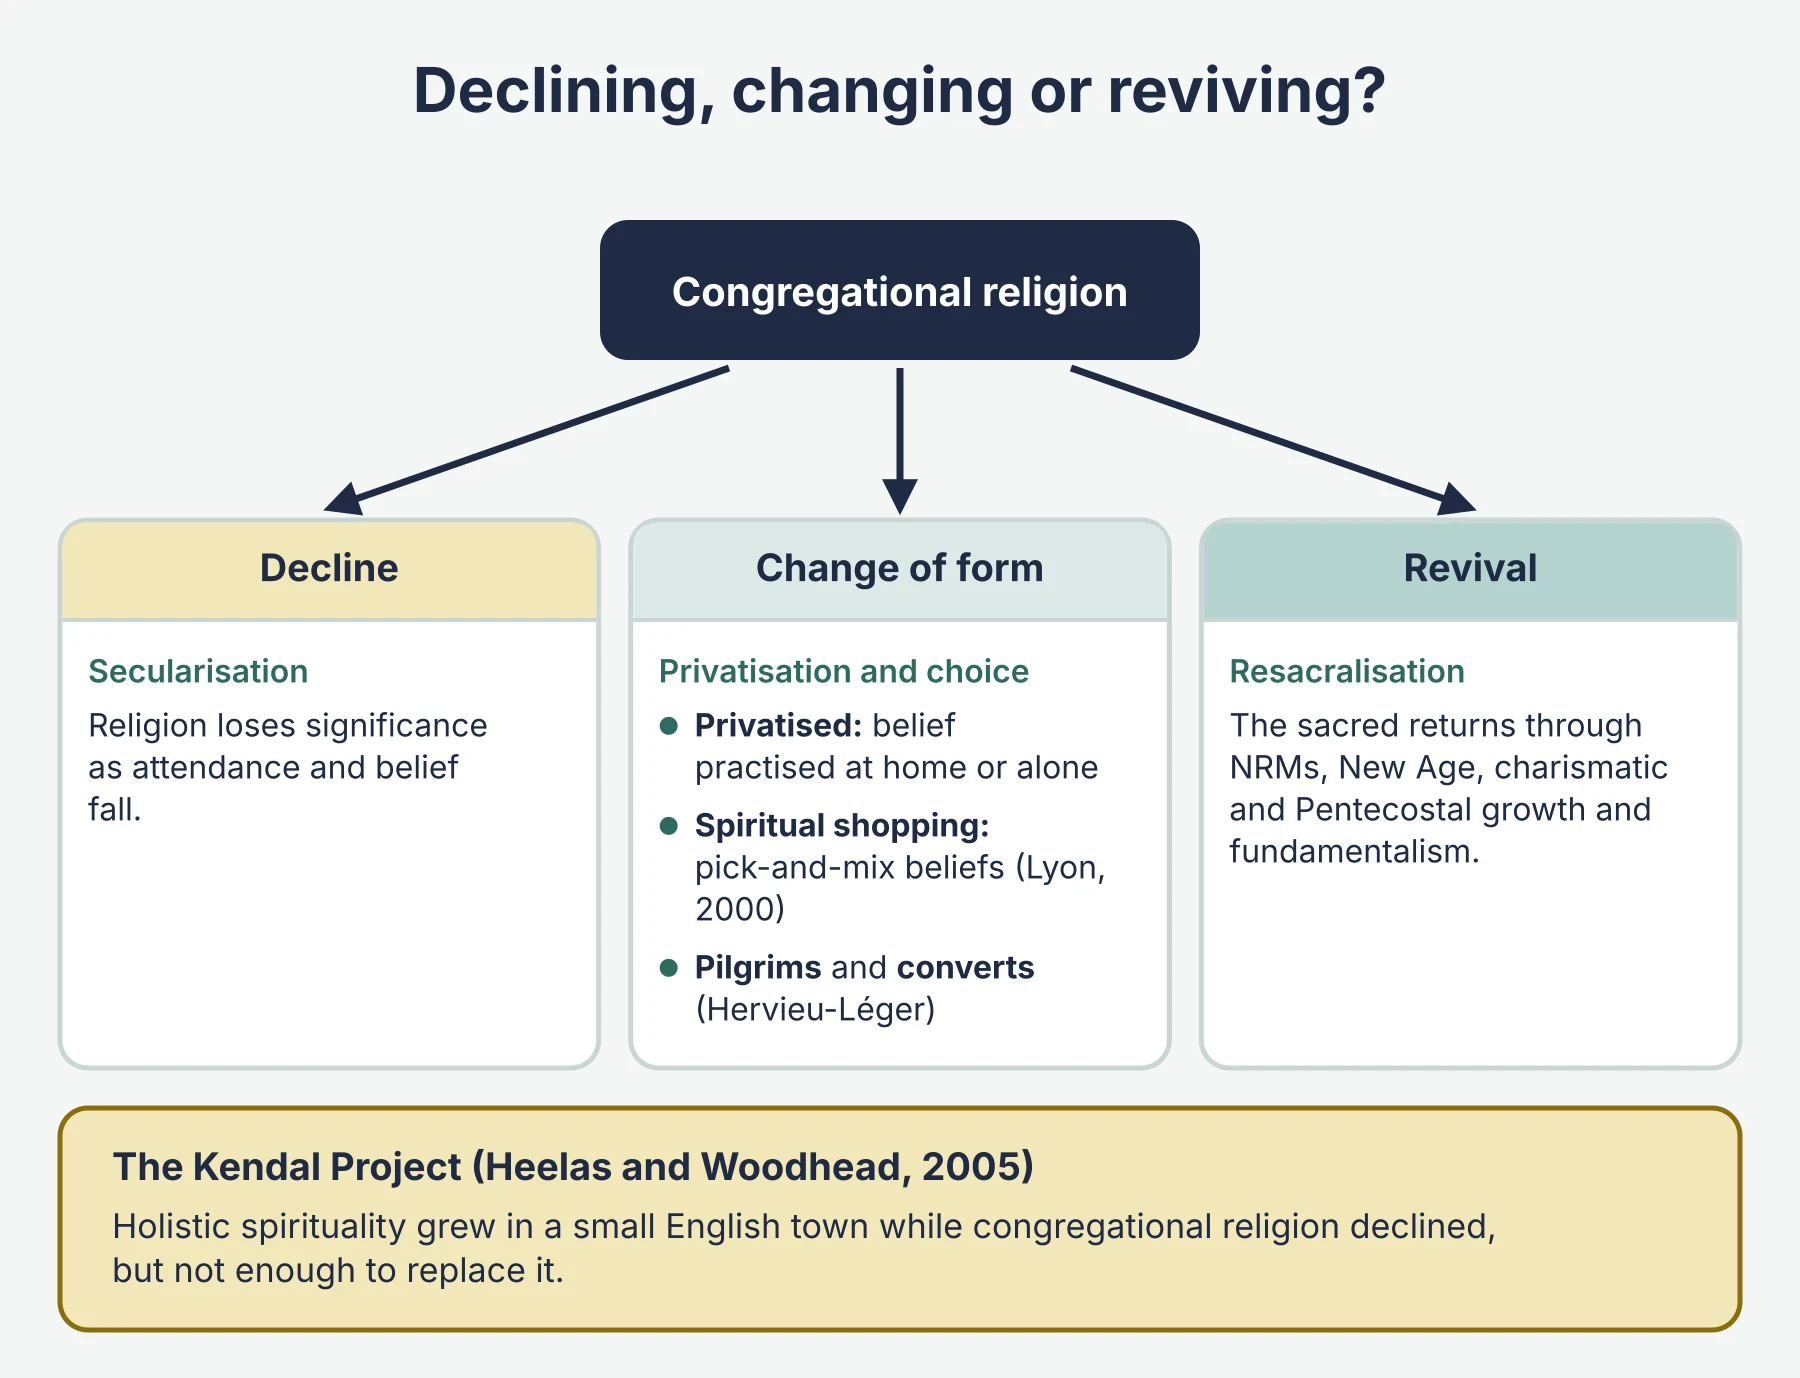 Declining, changing or reviving?
Congregational religion
Decline
Secularisation
Religion loses significance
as attendance and belief
fall.
Change of form
Privatisation and choice
Privatised: belief
practised at home or alone
Spiritual shopping:
pick-and-mix beliefs (Lyon,
2000)
Pilgrims and converts
(Hervieu-Léger)
Revival
Resacralisation
The sacred returns through
NRMs, New Age, charismatic
and Pentecostal growth and
fundamentalism.
The Kendal Project (Heelas and Woodhead, 2005)
Holistic spirituality grew in a small English town while congregational religion declined,
but not enough to replace it.